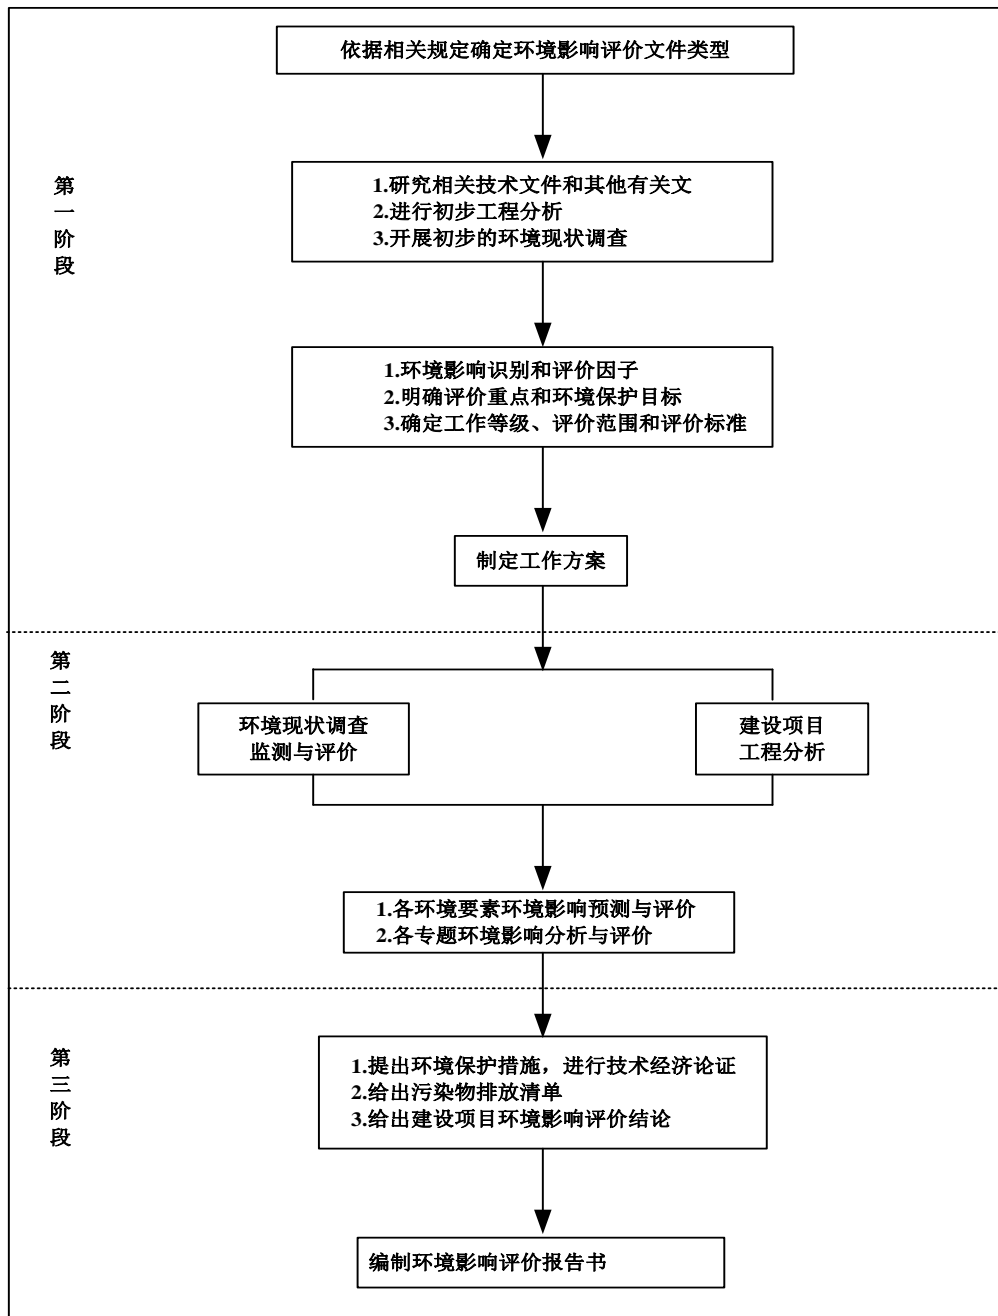 依据相关规定确定环境影响评价文件类型
第
一
阶
段
1.研究相关技术文件和其他有关文
2.进行初步工程分析
3.开展初步的环境现状调查
1.环境影响识别和评价因子
2.明确评价重点和环境保护目标
3.确定工作等级、评价范围和评价标准
制定工作方案
第
二
阶
段
环境现状调查
监测与评价
建设项目
工程分析
1.各环境要素环境影响预测与评价
2.各专题环境影响分析与评价
第
三
阶
段
1.提出环境保护措施，进行技术经济论证
2.给出污染物排放清单
3.给出建设项目环境影响评价结论
编制环境影响评价报告书